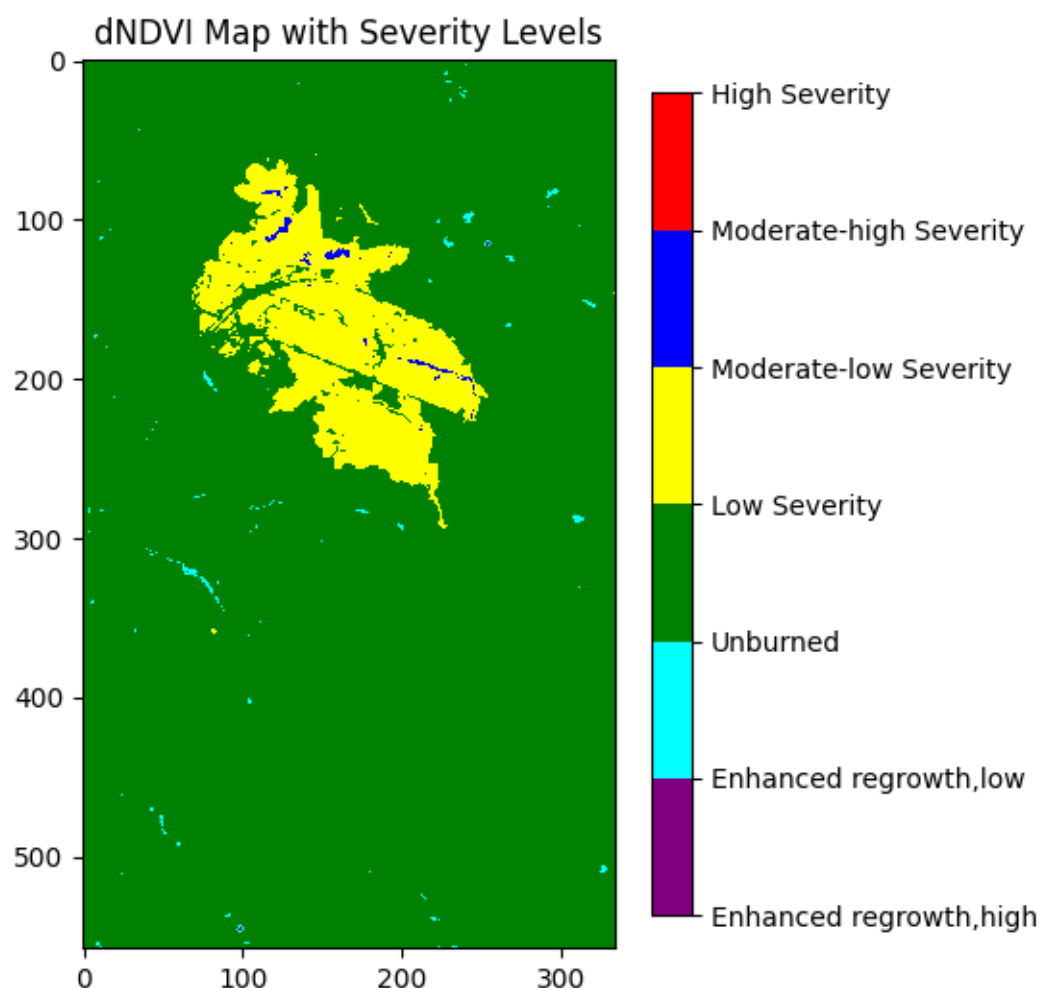 dNDVI Map with Severity Levels
0
100
200
300
400
500
0
100
200
300
High Severity
Moderate-high Severity
Moderate-low Severity
Low Severity
Unburned
Enhanced regrowth,low
Enhanced regrowth,high